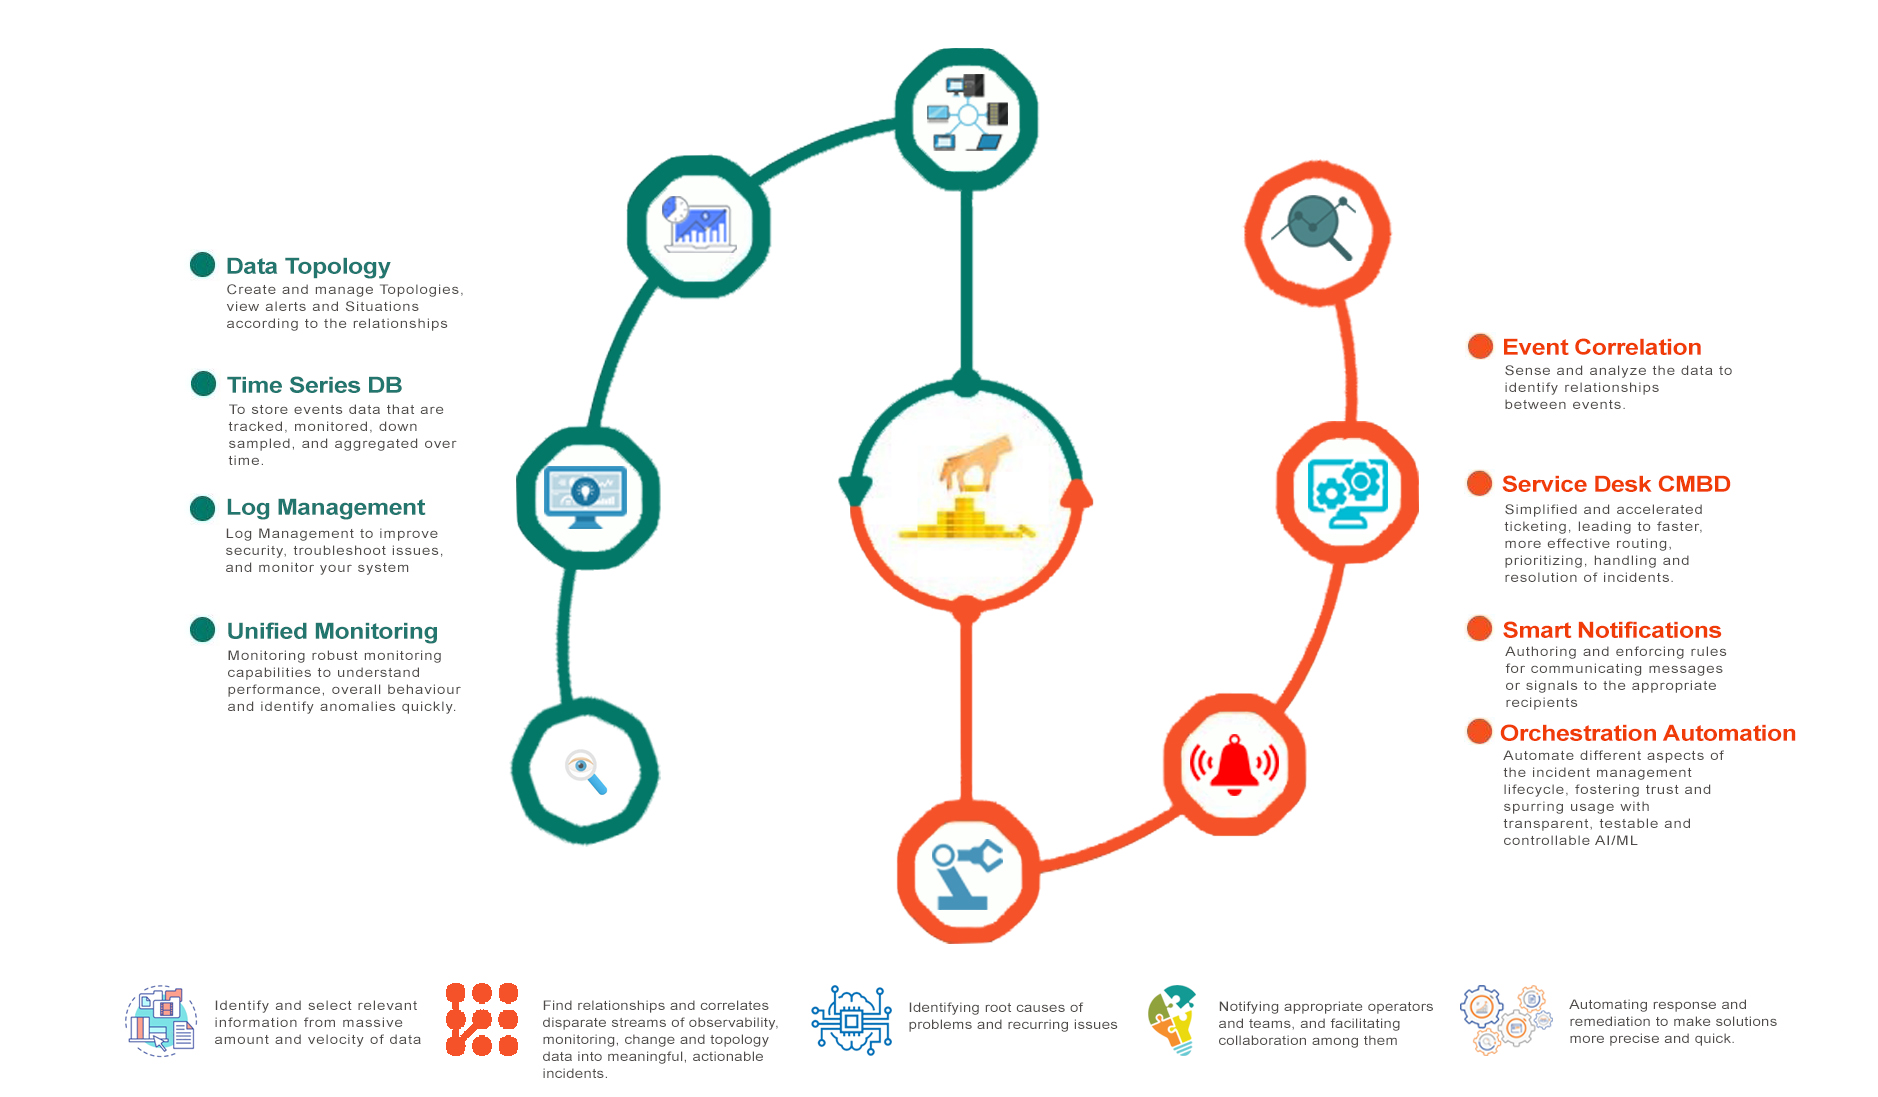 Data Topology
Create and manage Topologies,
view alerts and Situations
according to the relationships
Time Series DB
To store events data that are
tracked, monitored, down
sampled, and aggregated over
time.
Log Management
Log Management to improve
security, troubleshoot issues,
and monitor your system
Unified Monitoring
Monitoring robust monitoring
capabilities to understand
performance, overall behaviour
and identify anomalies quickly.
Event Correlation
Sense and analyze the data to
identify relationships
between events.
Service Desk CMBD
Simplified and accelerated
ticketing, leading to faster,
more effective routing,
prioritizing, handling and
resolution of incidents.
Smart Notifications
Authoring and enforcing rules
for communicating messages
or signals to the appropriate
recipients
Orchestration Automation
Automate different aspects of
the incident management
lifecycle, fostering trust and
spurring usage with
transparent, testable and
controllable AI/ML
Identify and select relevant
information from massive
amount and velocity of data
Find relationships and correlates
disparate streams of observability,
monitoring, change and topology
data into meaningful, actionable
incidents.
Identifying root causes of
problems and recurring issues
Notifying appropriate operators
and teams, and facilitating
collaboration among them
Automating response and
remediation to make solutions
more precise and quick.